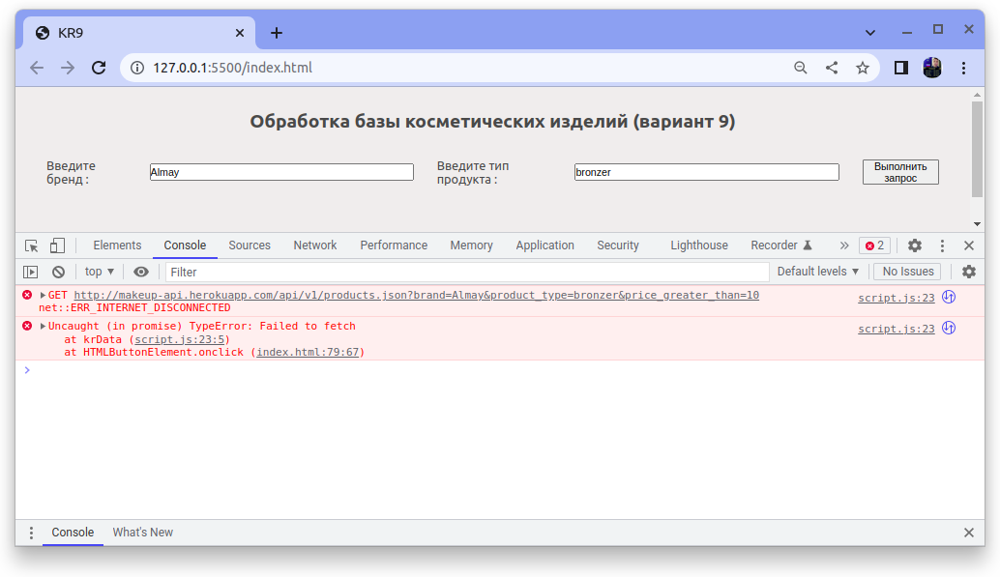 KR9
127.0.0.1:5500/index.html
Обработка базы косметических изделий (вариант 9)
Введите
бренд :
Almay
Введите тип
продукта :
bronzer
Выполнить
запрос
Elements Console Sources Network Performance Memory Application Security Lighthouse Recorder » 2
top ▼ Filter Default levels ▼ No Issues
GET http://makeup-api.herokuapp.com/api/v1/products.json?brand=Almay&product_type=bronzer&price_greater_than=10 script.js:23
net::ERR_INTERNET_DISCONNECTED
Uncaught (in promise) TypeError: Failed to fetch script.js:23
at krData (script.js:23:5)
at HTMLButtonElement.onclick (index.html:79:67)
Console What's New